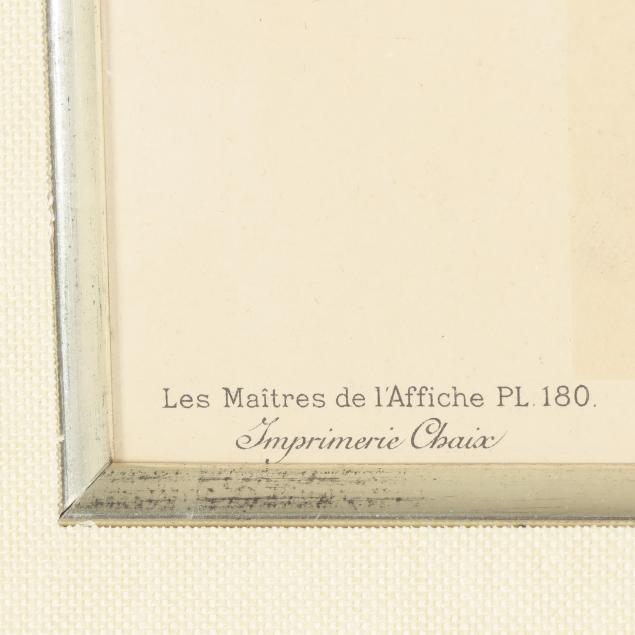 Les Maîtres de l'Affiche PL. 180.
Imprimerie Chaix